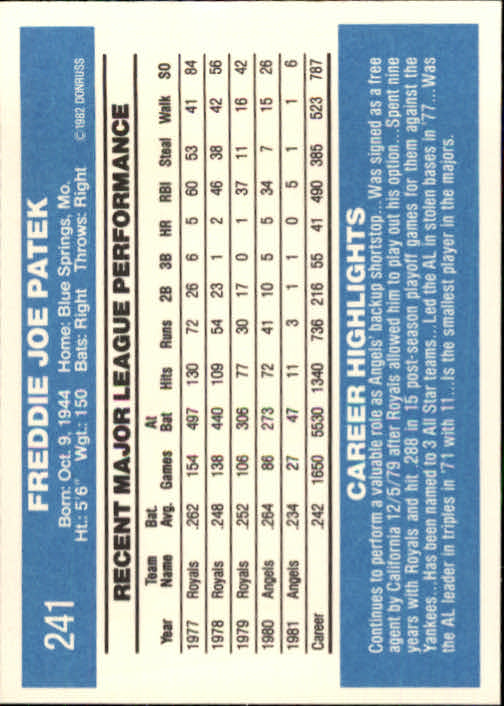 241
FREDDIE JOE PATEK
Born: Oct. 9, 1944 Home: Blue Springs, Mo.
Ht.: 5'6" Wgt.: 150 Bats: Right Throws: Right
© 1982 DONRUSS
RECENT MAJOR LEAGUE PERFORMANCE
Team Bat. At
Year Name Avg. Games Bat Hits Runs 2B 3B HR RBI Steal Walk SO
1977 Royals .262 154 497 130 72 26 6 5 60 53 41 84
1978 Royals .248 138 440 109 54 23 1 2 46 38 42 56
1979 Royals .252 106 306 77 30 17 0 1 37 11 16 42
1980 Angels .264 86 273 72 41 10 5 5 34 7 15 26
1981 Angels .234 27 47 11 3 1 1 0 5 1 1 6
Career .242 1650 5530 1340 736 216 55 41 490 385 523 787
CAREER HIGHLIGHTS
Continues to perform a valuable role as Angels' backup shortstop...Was signed as a free
agent by California 12/5/79 after Royals allowed him to play out his option...Spent nine
years with Royals and hit .288 in 15 post-season playoff games for them against the
Yankees...Has been named to 3 All Star teams...Led the AL in stolen bases in '77...Was
the AL leader in triples in '71 with 11...Is the smallest player in the majors.